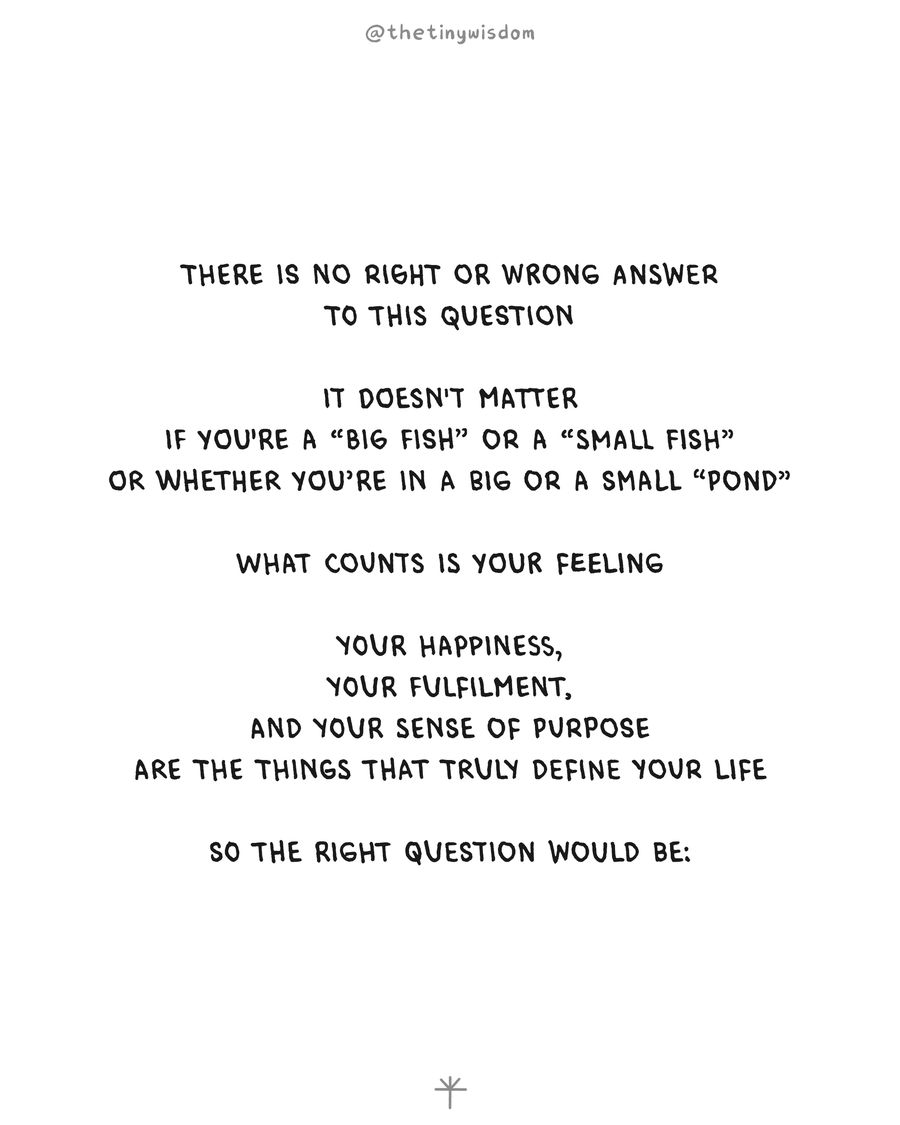 @thetinywisdom
THERE IS NO RIGHT OR WRONG ANSWER
TO THIS QUESTION
IT DOESN'T MATTER
IF YOU'RE A “BIG FISH” OR A “SMALL FISH”
OR WHETHER YOU’RE IN A BIG OR A SMALL “POND”
WHAT COUNTS IS YOUR FEELING
YOUR HAPPINESS,
YOUR FULFILMENT,
AND YOUR SENSE OF PURPOSE
ARE THE THINGS THAT TRULY DEFINE YOUR LIFE
SO THE RIGHT QUESTION WOULD BE: